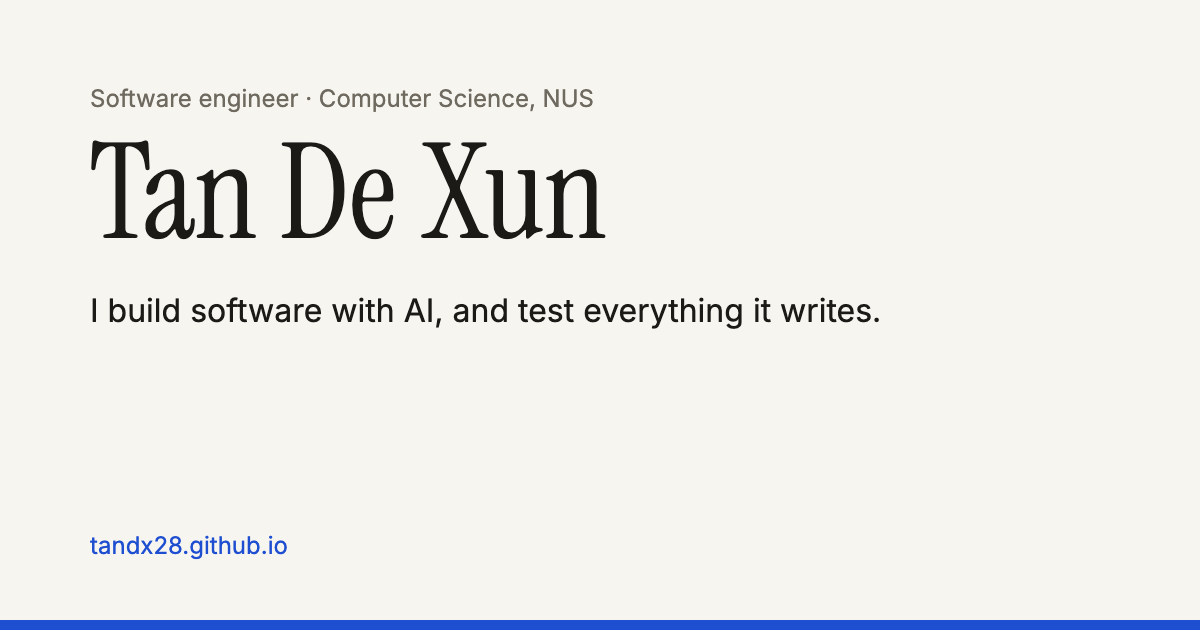 Software engineer · Computer Science, NUS
Tan De Xun
I build software with AI, and test everything it writes.
tandx28.github.io